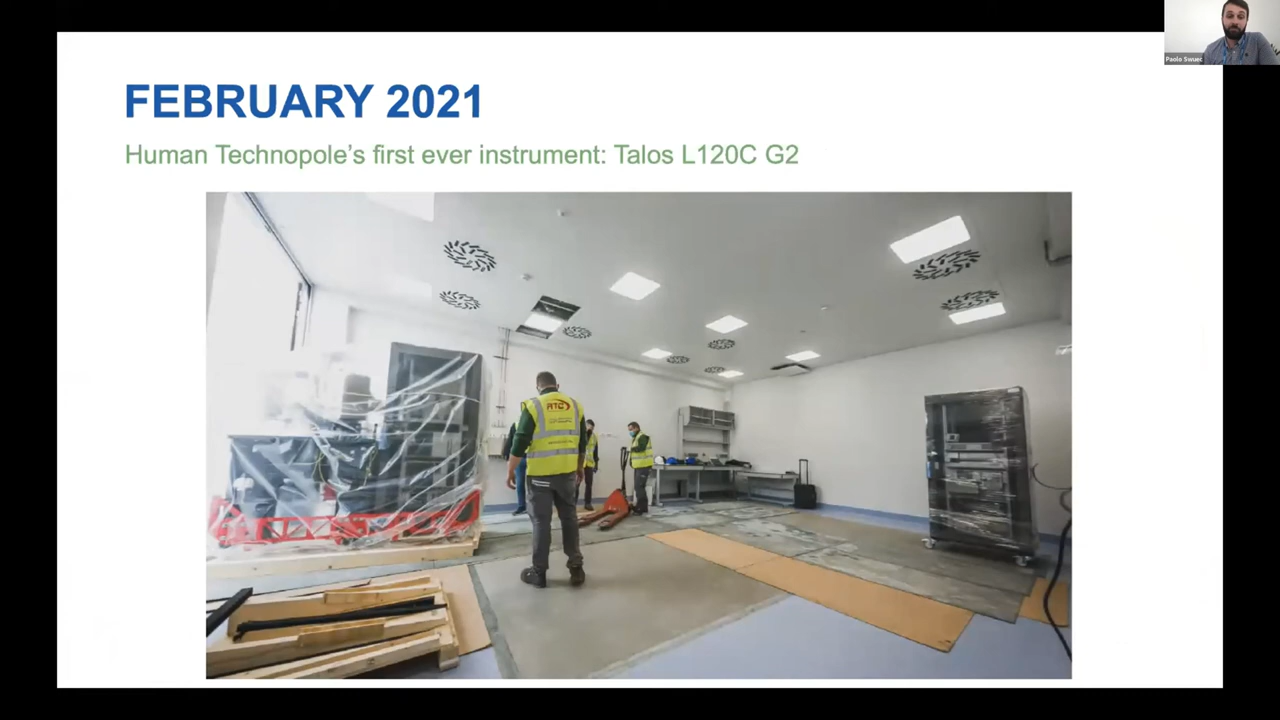 FEBRUARY 2021
Human Technopole's first ever instrument: Talos L120C G2
Paolo Swuec